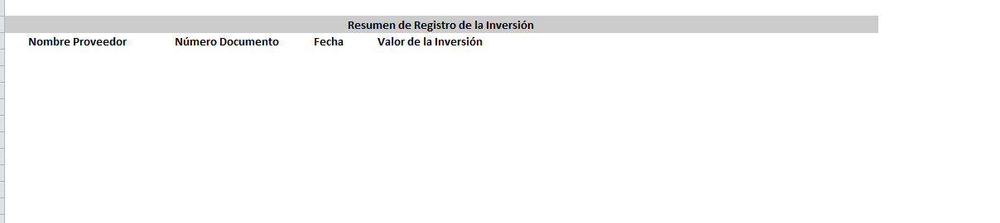 Resumen de Registro de la Inversión
Nombre Proveedor Número Documento Fecha Valor de la Inversión